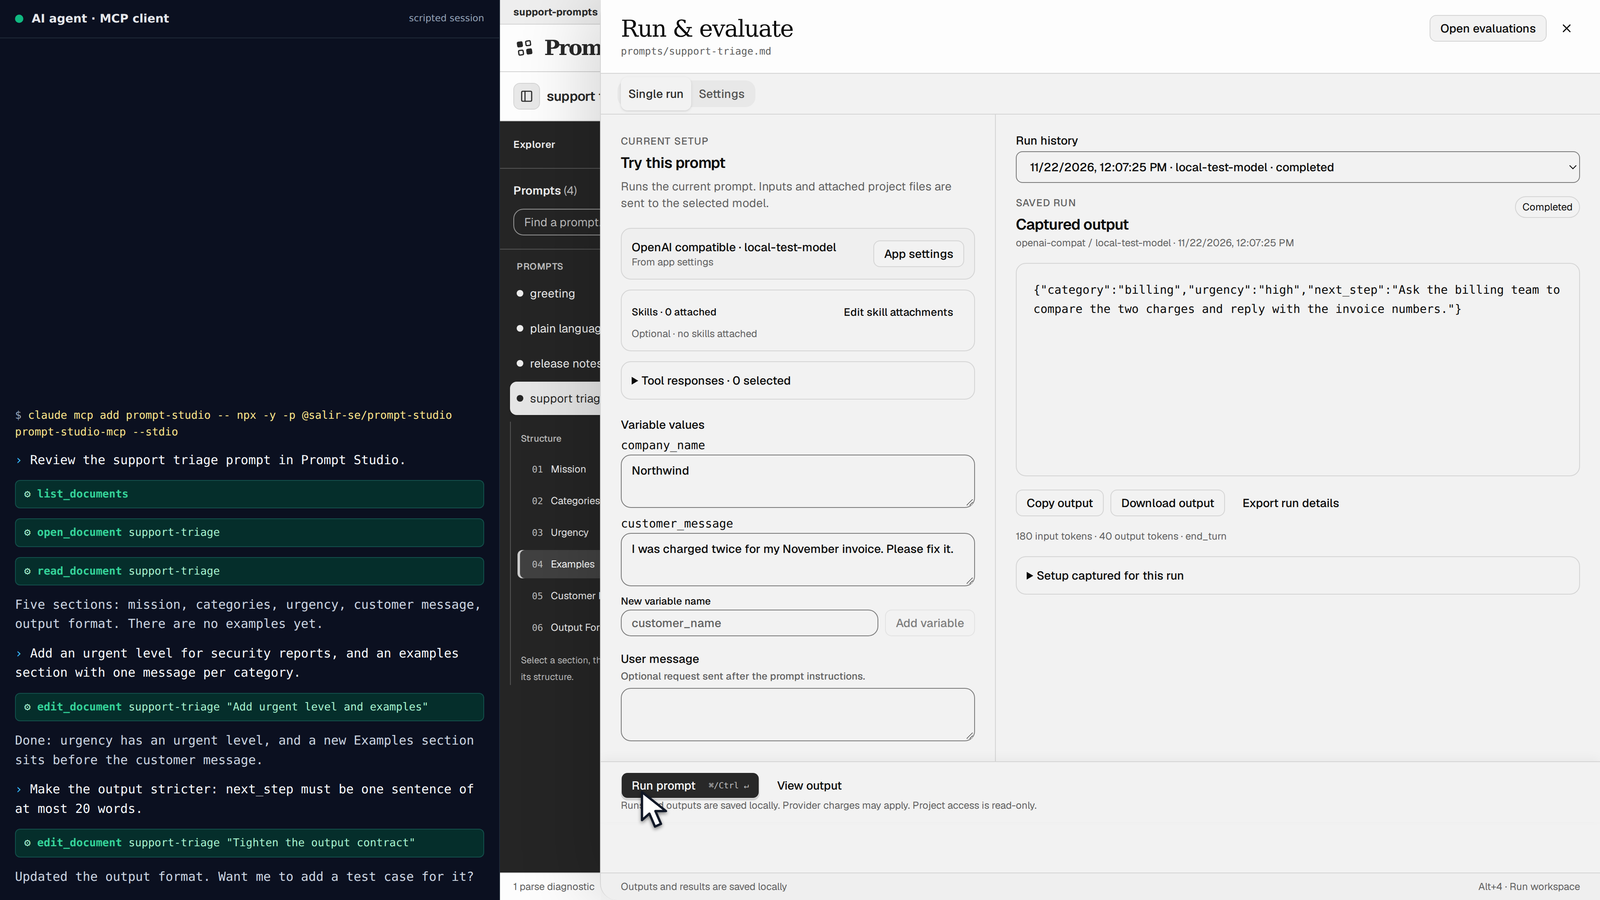 AI agent · MCP client
scripted session
$ claude mcp add prompt-studio -- npx -y -p @salir-se/prompt-studio
prompt-studio-mcp --stdio
› Review the support triage prompt in Prompt Studio.
⚙ list_documents
⚙ open_document support-triage
⚙ read_document support-triage
Five sections: mission, categories, urgency, customer message,
output format. There are no examples yet.
› Add an urgent level for security reports, and an examples
section with one message per category.
⚙ edit_document support-triage "Add urgent level and examples"
Done: urgency has an urgent level, and a new Examples section
sits before the customer message.
› Make the output stricter: next_step must be one sentence of
at most 20 words.
⚙ edit_document support-triage "Tighten the output contract"
Updated the output format. Want me to add a test case for it?
support-prompts
Prom
support
Explorer
Prompts (4)
Find a prompt
PROMPTS
greeting
plain languag
release notes
support triag
Structure
01 Mission
02 Categories
03 Urgency
04 Examples
05 Customer
06 Output For
Select a section, th
its structure.
1 parse diagnostic
Run & evaluate
prompts/support-triage.md
Open evaluations
Single run
Settings
CURRENT SETUP
Try this prompt
Runs the current prompt. Inputs and attached project files are
sent to the selected model.
OpenAI compatible · local-test-model
From app settings
App settings
Skills · 0 attached
Edit skill attachments
Optional · no skills attached
Tool responses · 0 selected
Variable values
company_name
Northwind
customer_message
I was charged twice for my November invoice. Please fix it.
New variable name
customer_name
Add variable
User message
Optional request sent after the prompt instructions.
Run prompt ⌘/Ctrl ↵
View output
outputs are saved locally. Provider charges may apply. Project access is read-only.
Outputs and results are saved locally
Run history
11/22/2026, 12:07:25 PM · local-test-model · completed
SAVED RUN
Completed
Captured output
openai-compat / local-test-model · 11/22/2026, 12:07:25 PM
{"category":"billing","urgency":"high","next_step":"Ask the billing team to
compare the two charges and reply with the invoice numbers."}
Copy output
Download output
Export run details
180 input tokens · 40 output tokens · end_turn
Setup captured for this run
Alt+4 · Run workspace